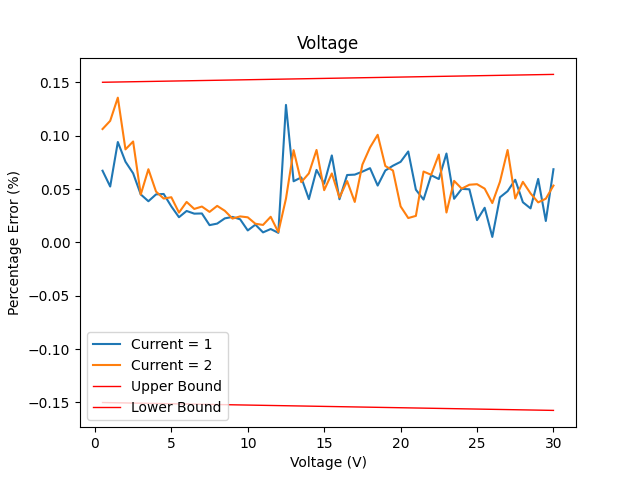 Voltage
Percentage Error (%)
0.15
0.10
0.05
0.00
−0.05
−0.10
−0.15
Current = 1
Current = 2
Upper Bound
Lower Bound
0
5
10
15
20
25
30
Voltage (V)